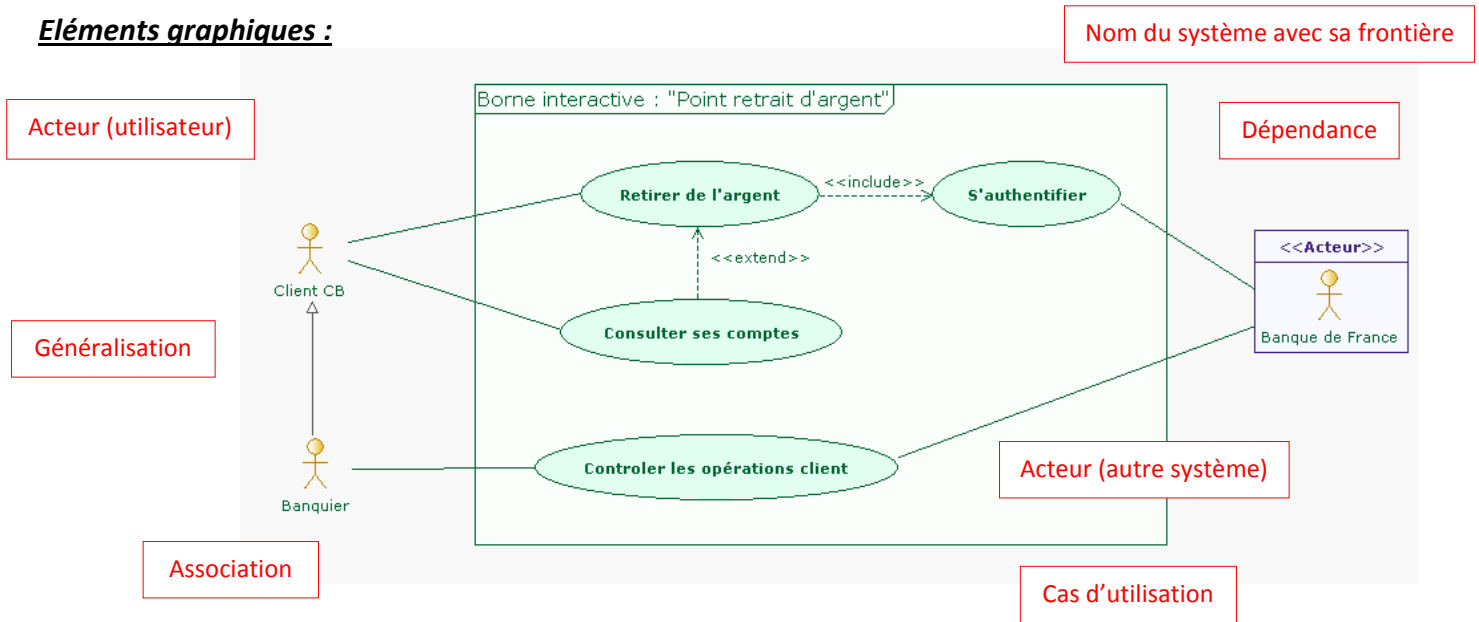 Eléments graphiques :
Nom du système avec sa frontière
Borne interactive : "Point retrait d'argent"
Acteur (utilisateur)
Dépendance
Retirer de l'argent
<<include>>
S'authentifier
<<Acteur>>
<<extend>>
Client CB
Consulter ses comptes
Banque de France
Généralisation
Controler les opérations client
Acteur (autre système)
Banquier
Association
Cas d'utilisation